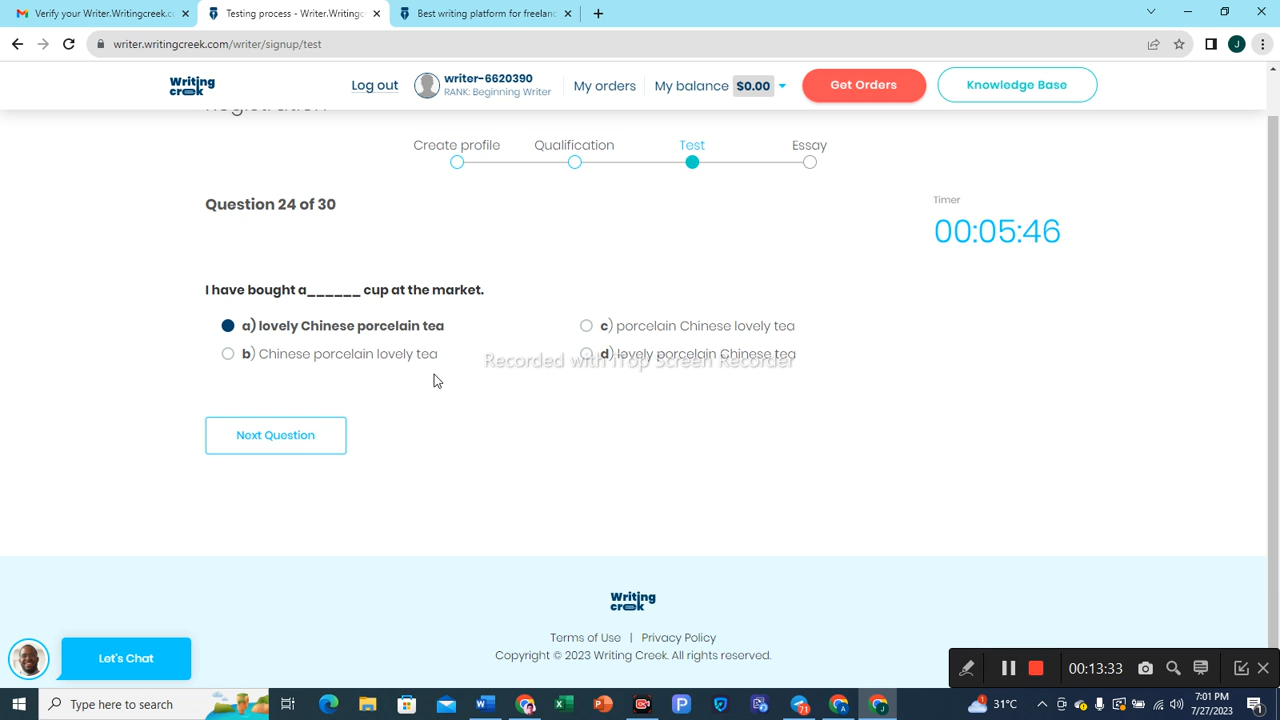 Verify your Writer.Writingcreek.c
Testing process - Writer.Writingc
Best writing platform for freelanc
writer.writingcreek.com/writer/signup/test
J
Writing creek
Log out
writer-6620390
RANK: Beginning Writer
My orders
My balance $0.00
Get Orders
Knowledge Base
Registration
Create profile
Qualification
Test
Essay
Question 24 of 30
Timer
00:05:46
I have bought a______ cup at the market.
a) lovely Chinese porcelain tea
c) porcelain Chinese lovely tea
b) Chinese porcelain lovely tea
d) lovely porcelain Chinese tea
Recorded with iTop Screen Recorder
Next Question
Writing creek
Terms of Use | Privacy Policy
Copyright © 2023 Writing Creek. All rights reserved.
Let's Chat
00:13:33
Type here to search
31°C
7:01 PM
7/27/2023